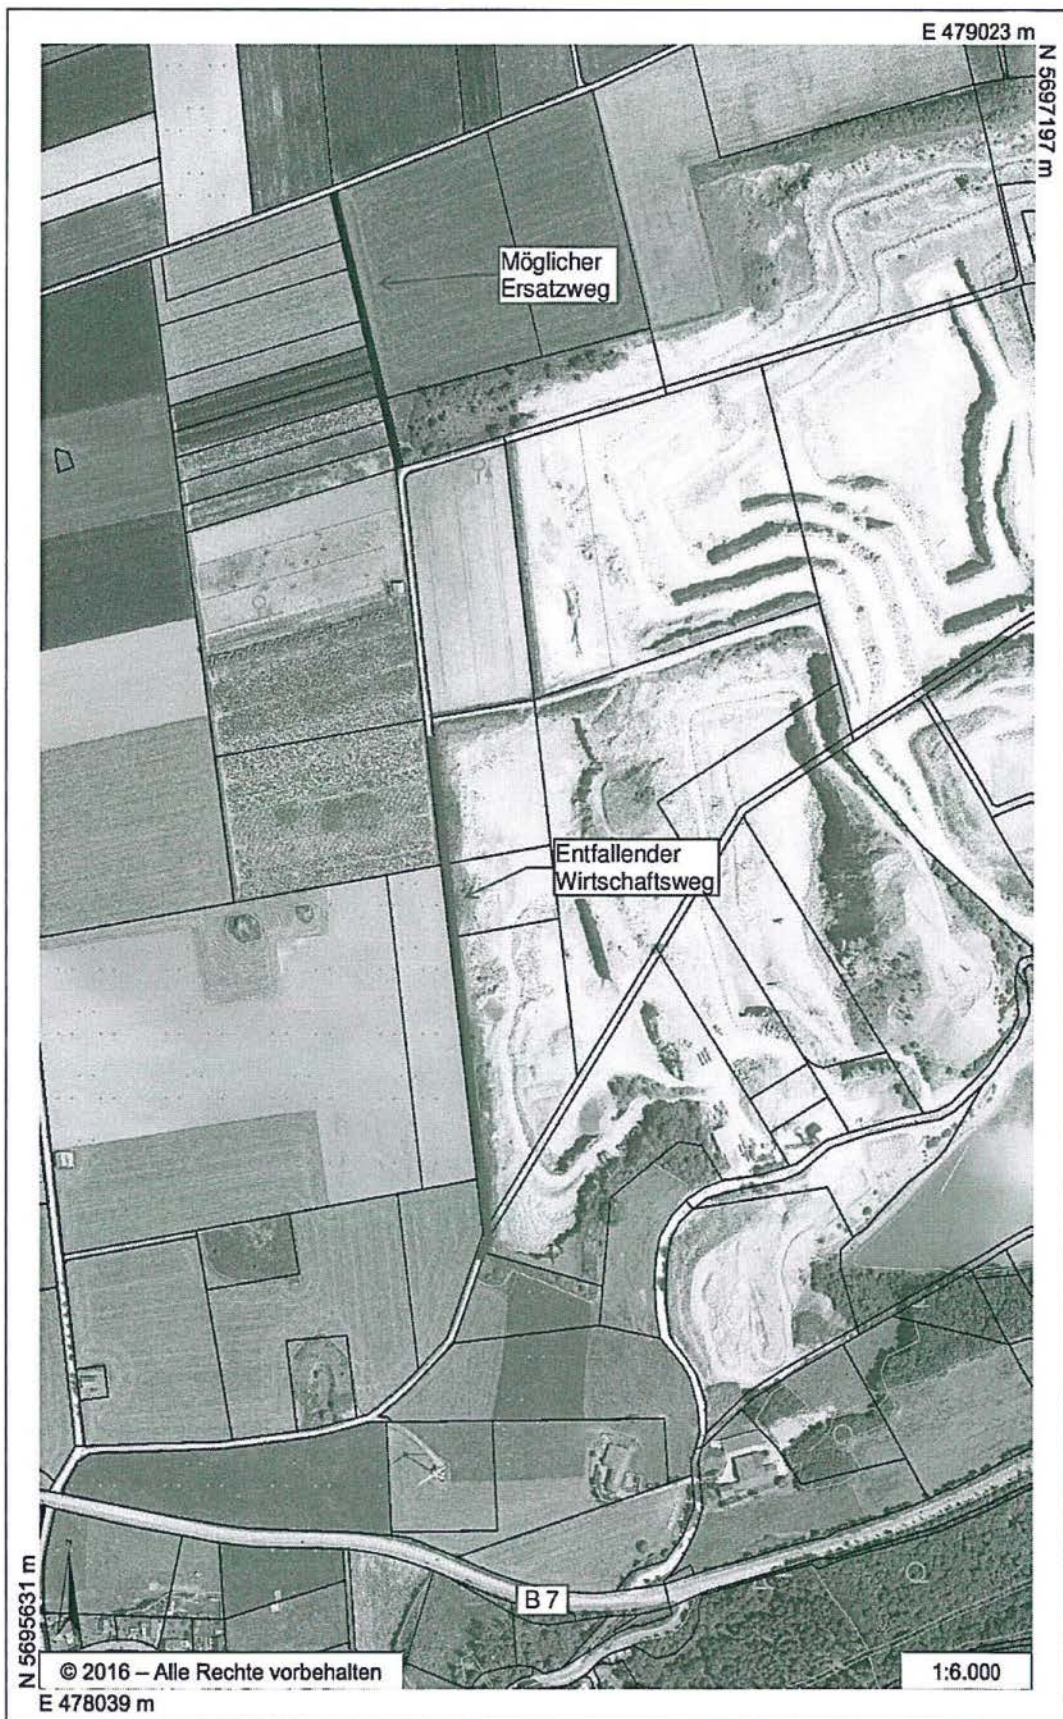 E 479023 m
N 5697197 m
Möglicher
Ersatzweg
Entfallender
Wirtschaftsweg
B 7
N 5695631 m
© 2016 – Alle Rechte vorbehalten
1:6.000
E 478039 m